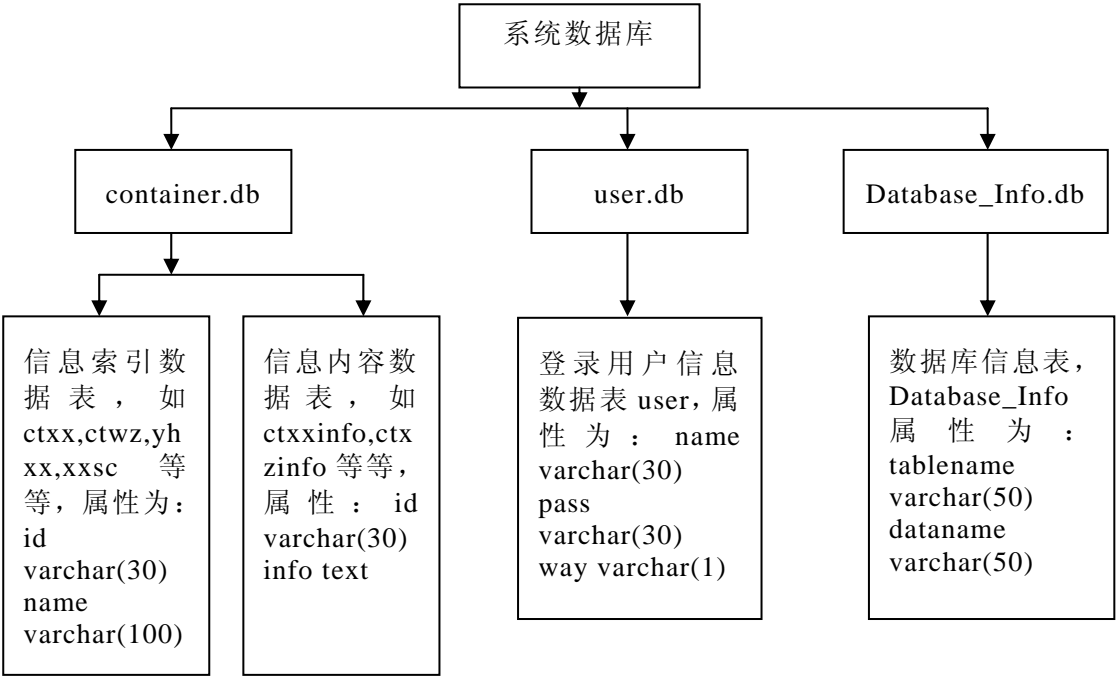 系统数据库
container.db
user.db
Database_Info.db
信息索引数
据表，如
ctxx,ctwz,yh
xx,xxsc 等
等，属性为：
id
varchar(30)
name
varchar(100)
信息内容数
据表，如
ctxxinfo,ctx
zinfo 等等，
属性：id
varchar(30)
info text
登录用户信息
数据表 user，属
性为：name
varchar(30)
pass
varchar(30)
way varchar(1)
数据库信息表，
Database_Info
属性为：
tablename
varchar(50)
dataname
varchar(50)